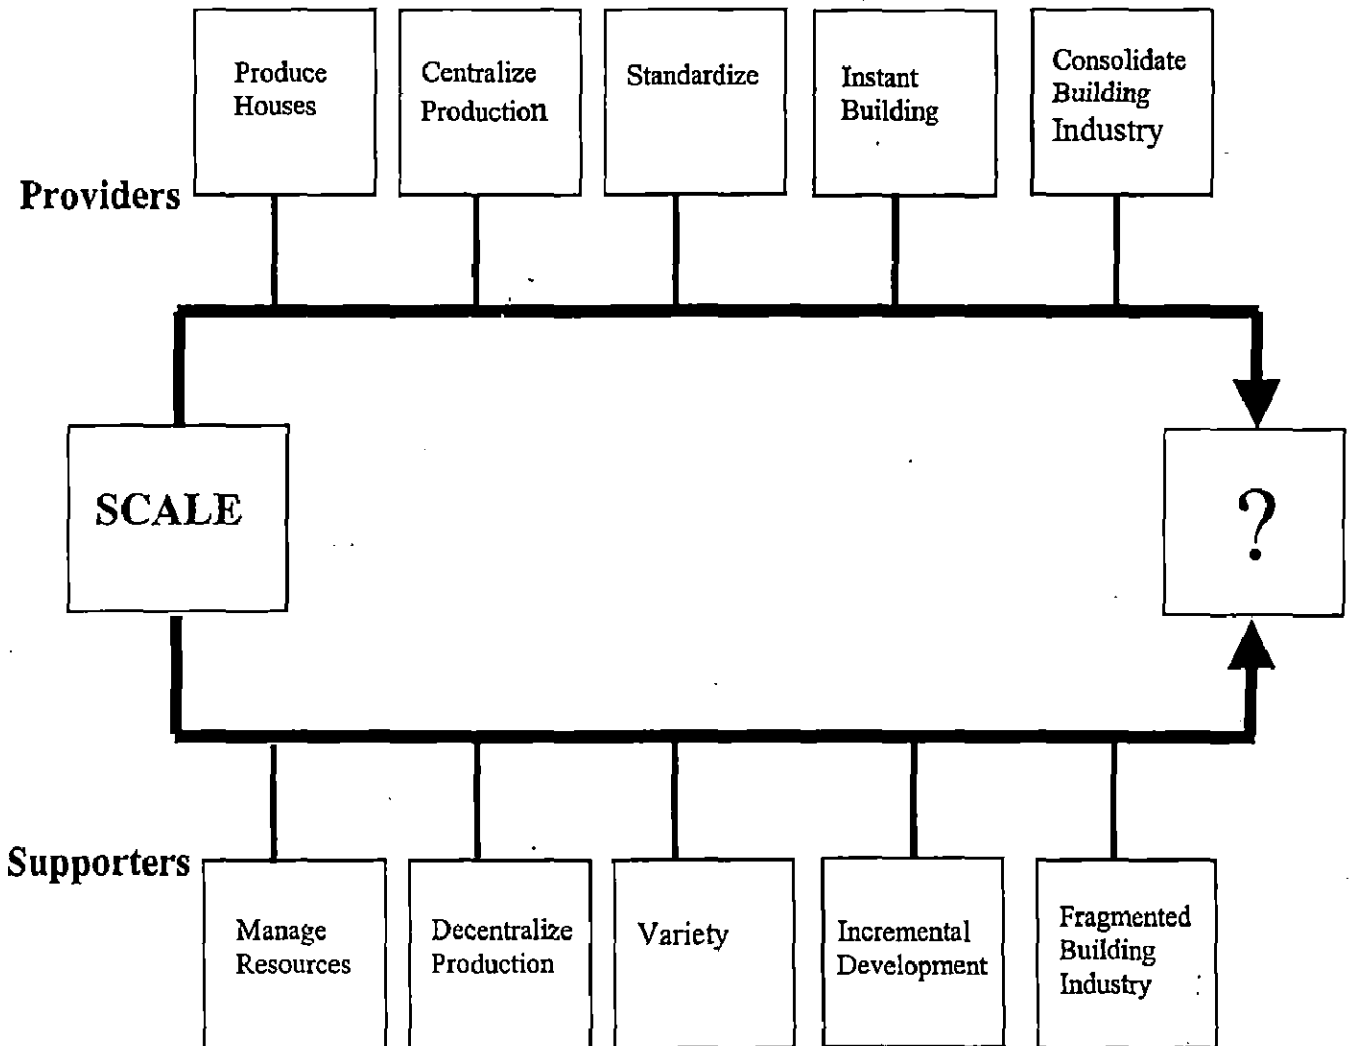 Produce
Houses
Centralize
Production
Standardize
Instant
Building
Consolidate
Building
Industry
Providers
SCALE
?
Supporters
Manage
Resources
Decentralize
Production
Variety
Incremental
Development
Fragmented
Building
Industry